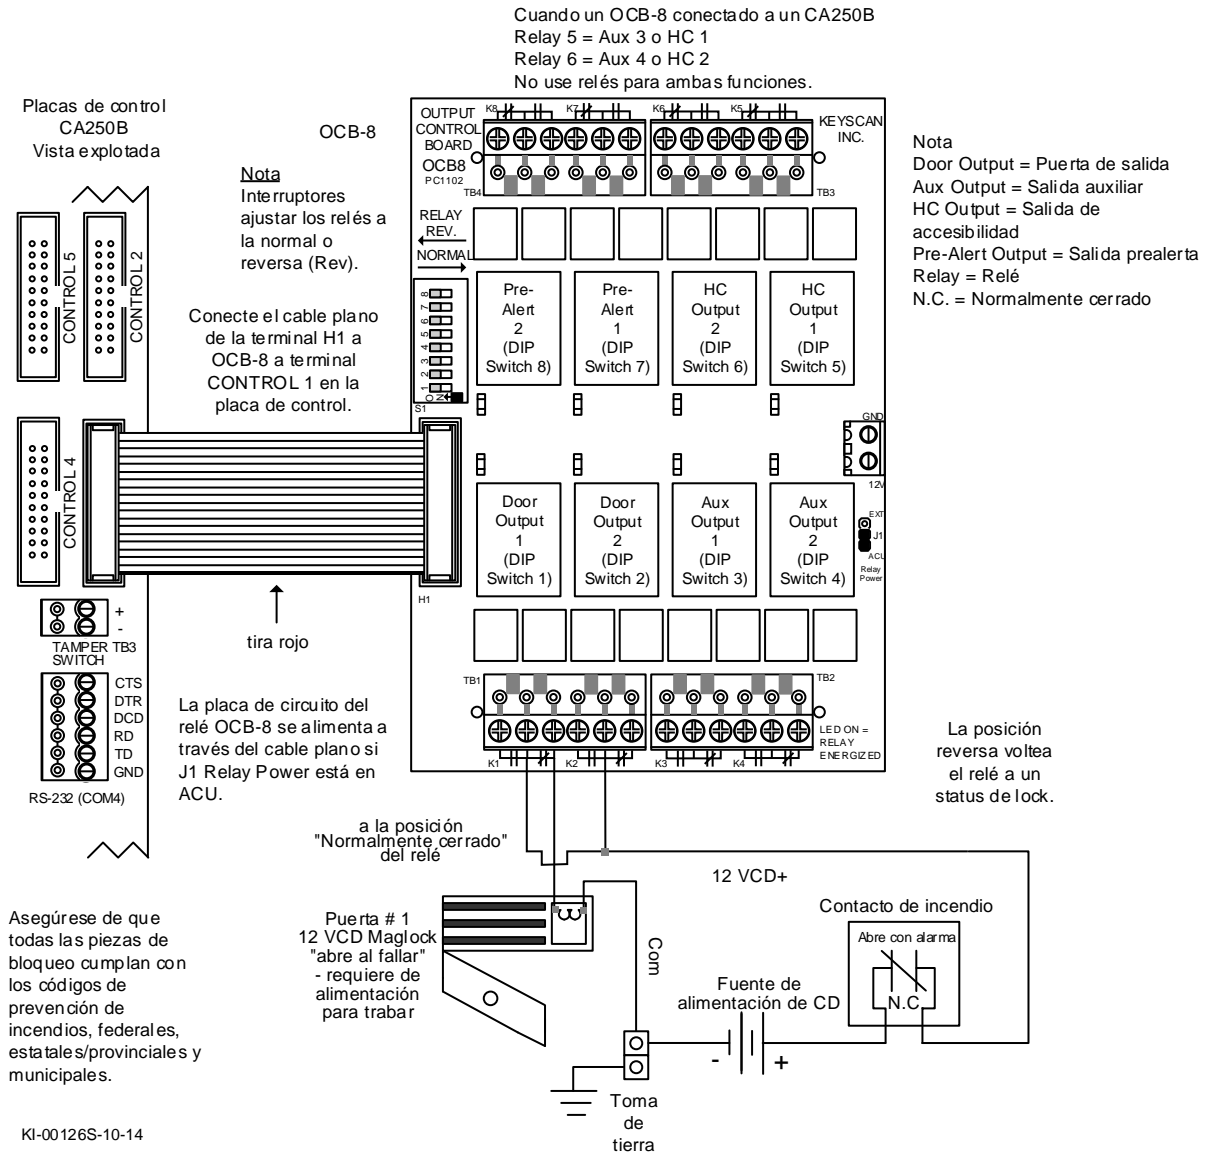 Cuando un OCB-8 conectado a un CA250B
Relay 5 = Aux 3 o HC 1
Relay 6 = Aux 4 o HC 2
No use relés para ambas funciones.
Placas de control
CA250B
Vista explotada
OCB-8
Nota
Interruptores
ajustar los relés a
la normal o
reversa (Rev).
Conecte el cable plano
de la terminal H1 a
OCB-8 a terminal
CONTROL 1 en la
placa de control.
OUTPUT
CONTROL
BOARD
OCB8
PC1102
K8
K7
K6
K5
KEYSCAN
INC.
TB4
TB3
RELAY
REV.
NORMAL
8
7
6
5
4
3
2
1
ON
S1
Pre-
Alert
2
(DIP
Switch 8)
Pre-
Alert
1
(DIP
Switch 7)
HC
Output
2
(DIP
Switch 6)
HC
Output
1
(DIP
Switch 5)
Nota
Door Output = Puerta de salida
Aux Output = Salida auxiliar
HC Output = Salida de
accesibilidad
Pre-Alert Output = Salida prealerta
Relay = Relé
N.C. = Normalmente cerrado
CONTROL 5
CONTROL 2
CONTROL 4
GND
12V
EXT
J1
ACU
Relay
Power
Door
Output
1
(DIP
Switch 1)
Door
Output
2
(DIP
Switch 2)
Aux
Output
1
(DIP
Switch 3)
Aux
Output
2
(DIP
Switch 4)
H1
tira rojo
+
-
TAMPER TB3
SWITCH
CTS
DTR
DCD
RD
TD
GND
RS-232 (COM4)
La placa de circuito del
relé OCB-8 se alimenta a
través del cable plano si
J1 Relay Power está en
ACU.
TB1
TB2
LED ON =
RELAY
ENERGIZED
K1
K2
K3
K4
La posición
reversa voltea
el relé a un
status de lock.
a la posición
"Normalmente cerrado"
del relé
12 VCD+
Puerta # 1
12 VCD Maglock
"abre al fallar"
- requiere de
alimentación
para trabar
Com
Contacto de incendio
Abre con alarma
N.C.
Fuente de
alimentación de CD
-
+
Toma
de
tierra
Asegúrese de que
todas las piezas de
bloqueo cumplan con
los códigos de
prevención de
incendios, federales,
estatales/provinciales y
municipales.
KI-00126S-10-14